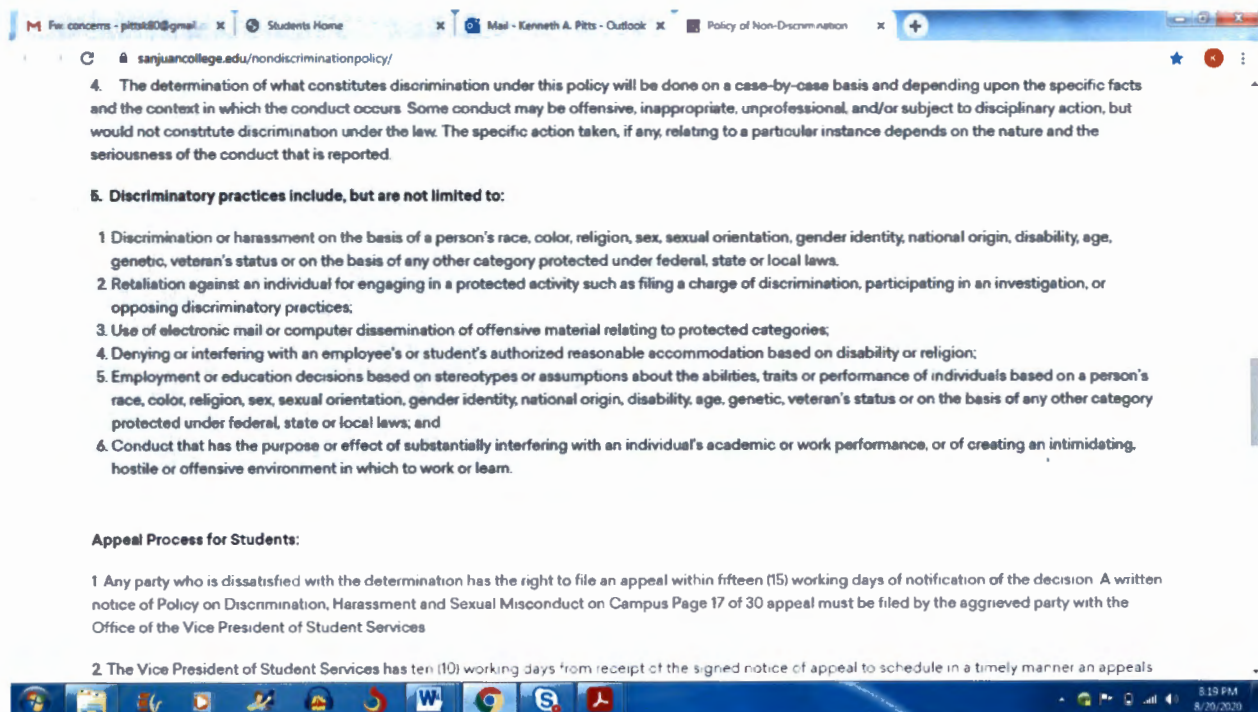 Fw: concerns - pittsk80@gmail. × Students Home × Mail - Kenneth A. Pitts - Outlook × Policy of Non-Discrimination × +
sanjuancollege.edu/nondiscriminationpolicy/ K
4. The determination of what constitutes discrimination under this policy will be done on a case-by-case basis and depending upon the specific facts
and the context in which the conduct occurs. Some conduct may be offensive, inappropriate, unprofessional, and/or subject to disciplinary action, but
would not constitute discrimination under the law. The specific action taken, if any, relating to a particular instance depends on the nature and the
seriousness of the conduct that is reported.
5. Discriminatory practices include, but are not limited to:
1 Discrimination or harassment on the basis of a person's race, color, religion, sex, sexual orientation, gender identity, national origin, disability, age,
genetic, veteran's status or on the basis of any other category protected under federal, state or local laws.
2. Retaliation against an individual for engaging in a protected activity such as filing a charge of discrimination, participating in an investigation, or
opposing discriminatory practices;
3. Use of electronic mail or computer dissemination of offensive material relating to protected categories;
4. Denying or interfering with an employee's or student's authorized reasonable accommodation based on disability or religion;
5. Employment or education decisions based on stereotypes or assumptions about the abilities, traits or performance of individuals based on a person's
race, color, religion, sex, sexual orientation, gender identity, national origin, disability, age, genetic, veteran's status or on the basis of any other category
protected under federal, state or local laws; and
6. Conduct that has the purpose or effect of substantially interfering with an individual's academic or work performance, or of creating an intimidating,
hostile or offensive environment in which to work or learn.
Appeal Process for Students:
1 Any party who is dissatisfied with the determination has the right to file an appeal within fifteen (15) working days of notification of the decision A written
notice of Policy on Discrimination, Harassment and Sexual Misconduct on Campus Page 17 of 30 appeal must be filed by the aggrieved party with the
Office of the Vice President of Student Services
2 The Vice President of Student Services has ten (10) working days from receipt of the signed notice of appeal to schedule in a timely manner an appeals
8:19 PM
8/20/2020